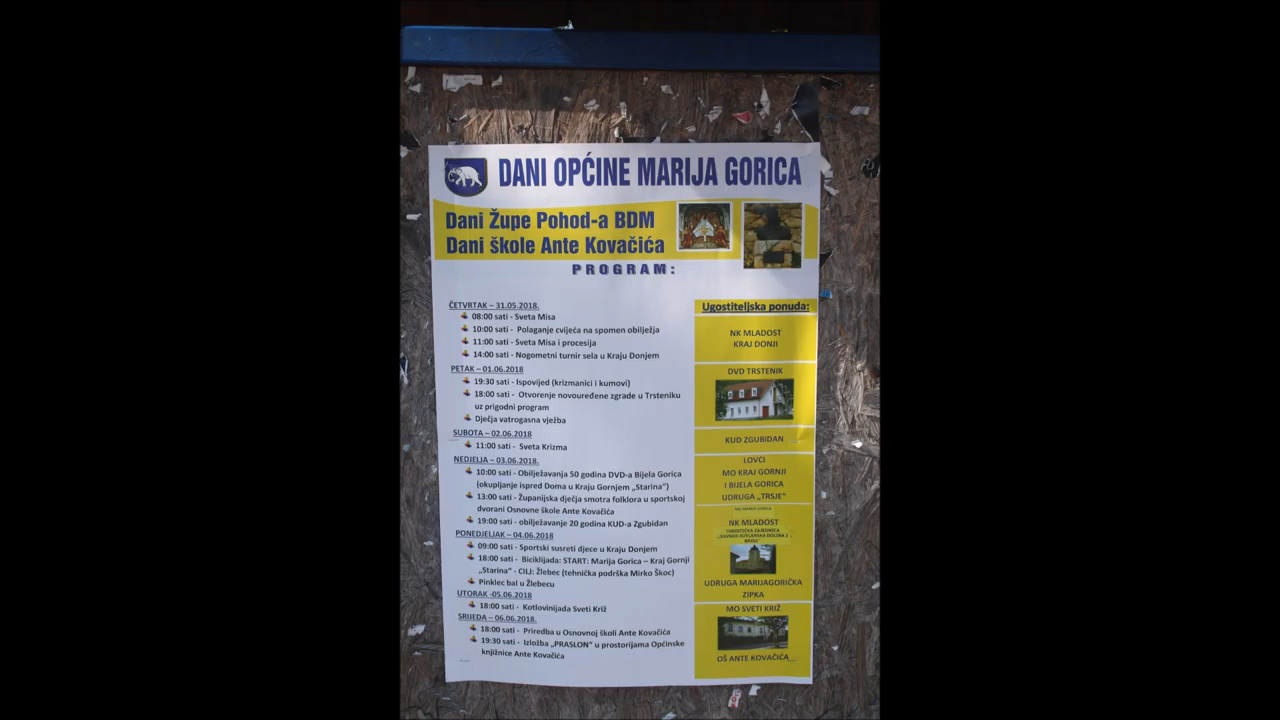 DANI OPĆINE MARIJA GORICA
Dani Župe Pohod-a BDM
Dani škole Ante Kovačića
PROGRAM:
ČETVRTAK – 31.05.2018.
08:00 sati - Sveta Misa
10:00 sati - Polaganje cvijeća na spomen obilježja
11:00 sati - Sveta Misa i procesija
14:00 sati - Nogometni turnir sela u Kraju Donjem
PETAK – 01.06.2018
19:30 sati - Ispovijed (krizmanici i kumovi)
18:00 sati - Otvorenje novouređene zgrade u Trsteniku
uz prigodni program
Dječja vatrogasna vježba
SUBOTA – 02.06.2018
11:00 sati - Sveta Krizma
NEDJELJA – 03.06.2018.
10:00 sati - Obilježavanja 50 godina DVD-a Bijela Gorica
(okupljanje ispred Doma u Kraju Gornjem „Starina")
13:00 sati - Županijska dječja smotra folklora u sportskoj
dvorani Osnovne škole Ante Kovačića
19:00 sati - obilježavanje 20 godina KUD-a Zgubidan
PONEDJELJAK – 04.06.2018
09:00 sati - Sportski susreti djece u Kraju Donjem
18:00 sati - Biciklijada: START: Marija Gorica – Kraj Gornji
„Starina" - CILJ: Žlebec (tehnička podrška Mirko Škoc)
Pinklec bal u Žlebecu
UTORAK -05.06.2018
18:00 sati - Kotlovinijada Sveti Križ
SRIJEDA – 06.06.2018.
18:00 sati - Priredba u Osnovnoj školi Ante Kovačića
19:30 sati - Izložba „PRASLON" u prostorijama Općinske
knjižnice Ante Kovačića
Ugostiteljska ponuda:
NK MLADOST
KRAJ DONJI
DVD TRSTENIK
KUD ZGUBIDAN
LOVCI
MO KRAJ GORNJI
I BIJELA GORICA
UDRUGA „TRSJE"
NK MLADOST
TURISTIČKA ZAJEDNICA
UDRUGA MARIJAGORIČKA
ZIPKA
MO SVETI KRIŽ
OŠ ANTE KOVAČIĆA